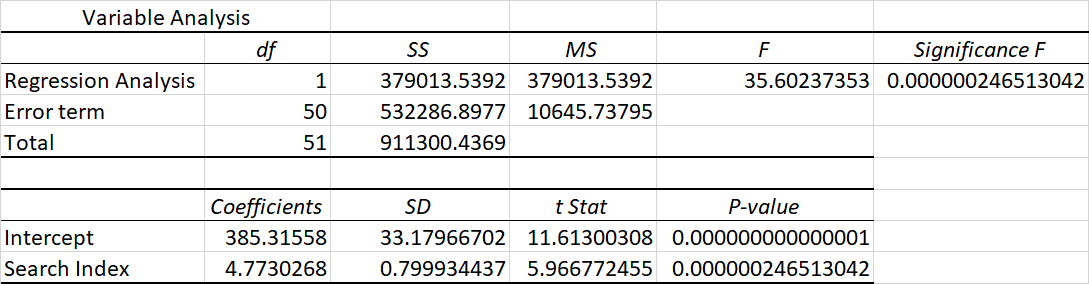 Variable Analysis
df SS MS F Significance F
Regression Analysis 1 379013.5392 379013.5392 35.60237353 0.000000246513042
Error term 50 532286.8977 10645.73795
Total 51 911300.4369
Coefficients SD t Stat P-value
Intercept 385.31558 33.17966702 11.61300308 0.000000000000001
Search Index 4.7730268 0.799934437 5.966772455 0.000000246513042